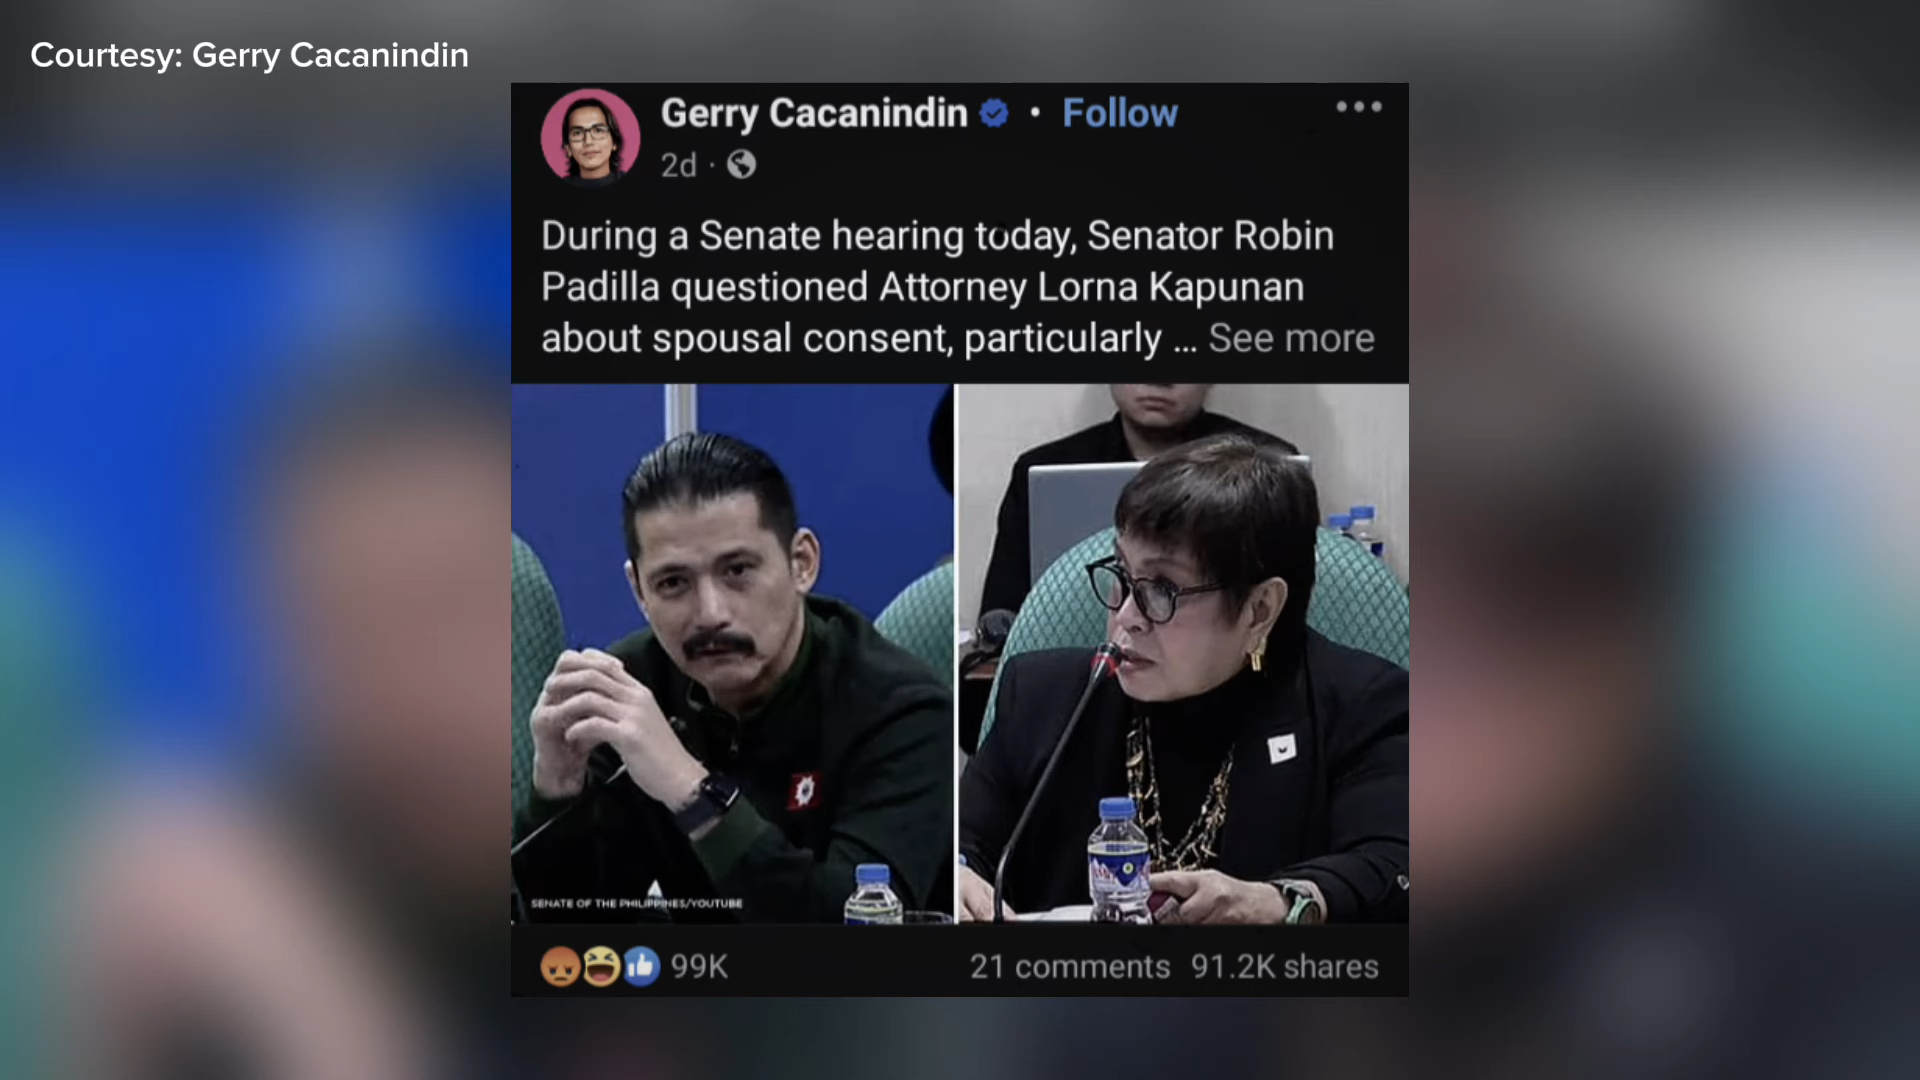 Courtesy: Gerry Cacanindin
Gerry Cacanindin • Follow
2d ·
During a Senate hearing today, Senator Robin
Padilla questioned Attorney Lorna Kapunan
about spousal consent, particularly ... See more
SENATE OF THE PHILIPPINES/YOUTUBE
99K
21 comments 91.2K shares